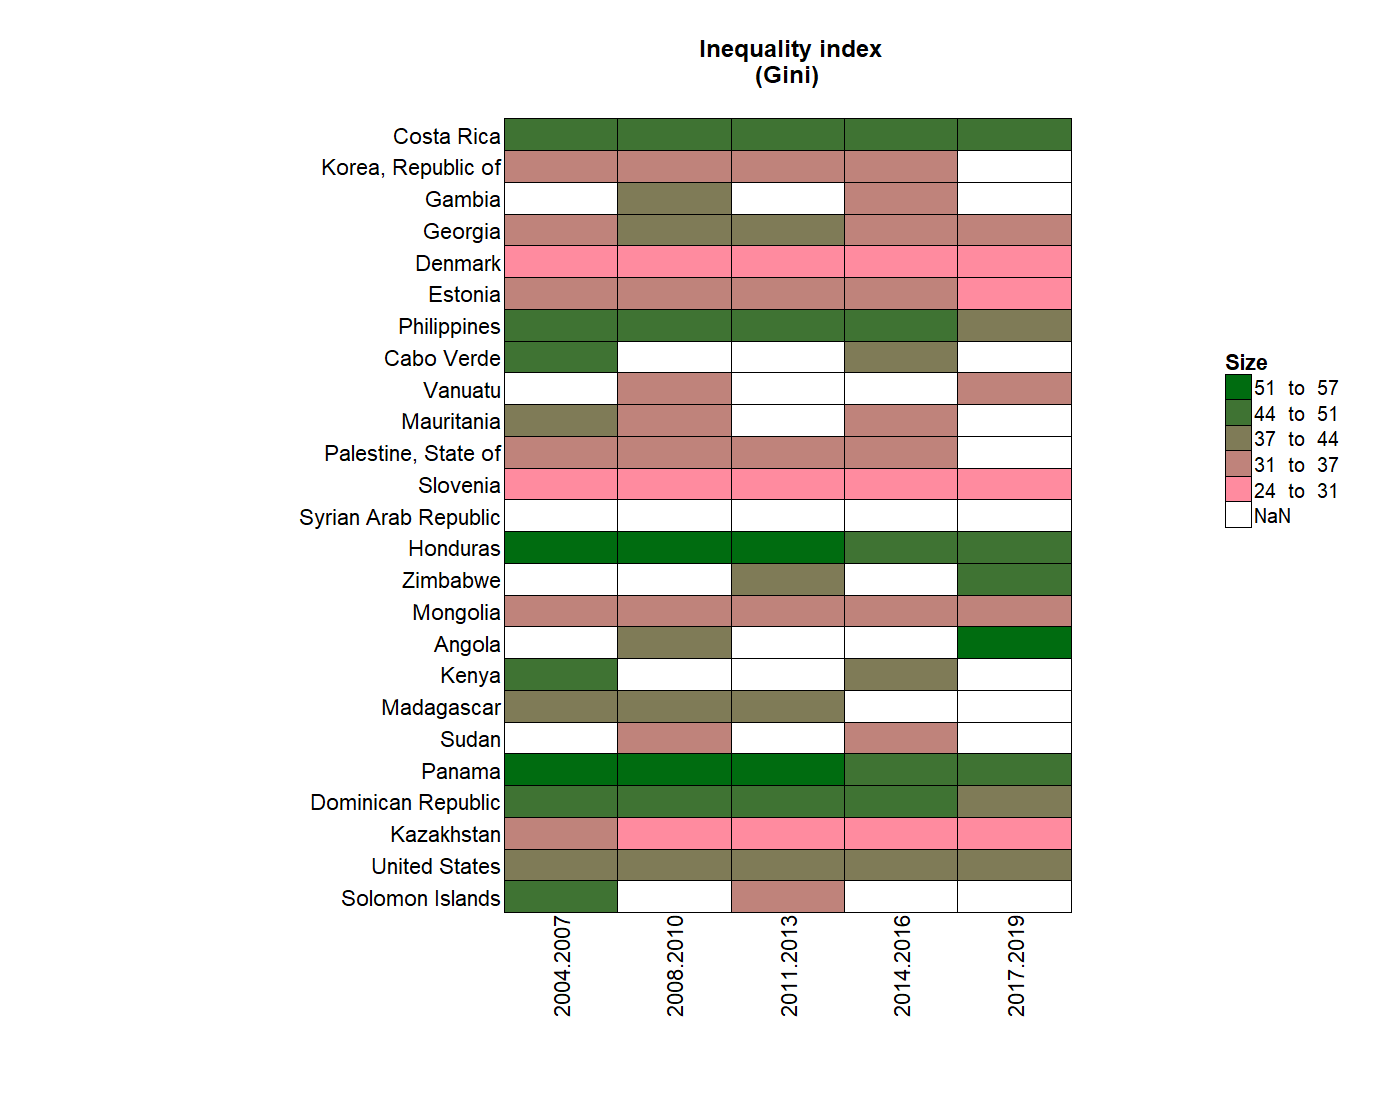 Inequality index
(Gini)
Costa Rica
Korea, Republic of
Gambia
Georgia
Denmark
Estonia
Philippines
Cabo Verde
Vanuatu
Mauritania
Palestine, State of
Slovenia
Syrian Arab Republic
Honduras
Zimbabwe
Mongolia
Angola
Kenya
Madagascar
Sudan
Panama
Dominican Republic
Kazakhstan
United States
Solomon Islands
2004.2007
2008.2010
2011.2013
2014.2016
2017.2019
Size
51 to 57
44 to 51
37 to 44
31 to 37
24 to 31
NaN